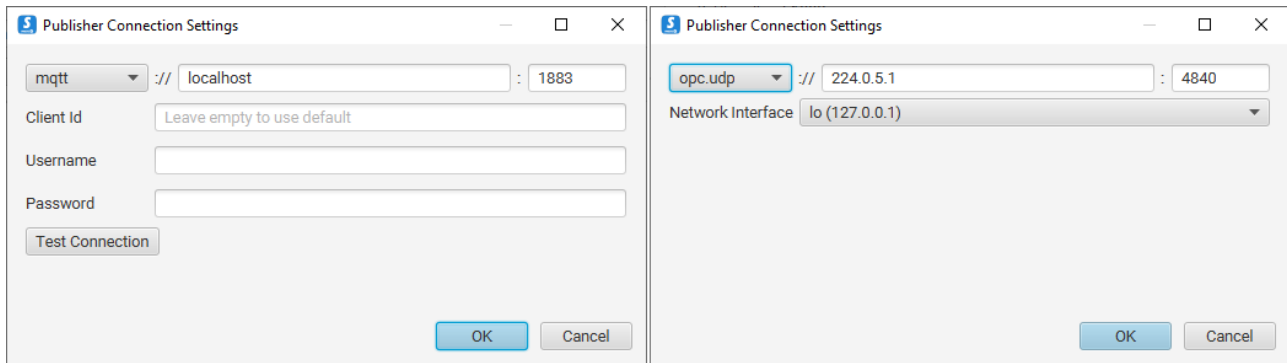 Publisher Connection Settings
mqtt :// localhost : 1883
Client Id Leave empty to use default
Username
Password
Test Connection
OK Cancel
Publisher Connection Settings
opc.udp :// 224.0.5.1 : 4840
Network Interface lo (127.0.0.1)
OK Cancel